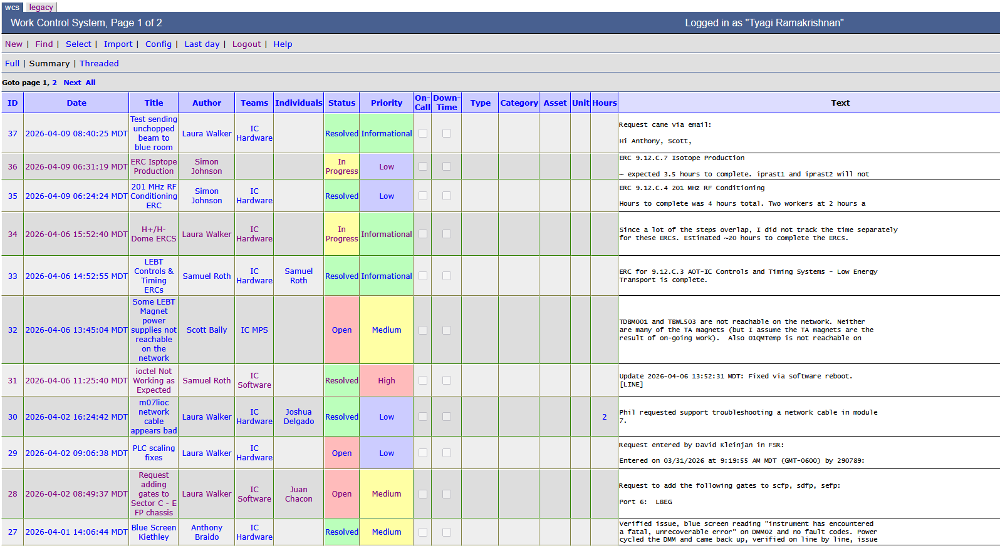 wcs legacy
Work Control System, Page 1 of 2 Logged in as "Tyagi Ramakrishnan"
New | Find | Select | Import | Config | Last day | Logout | Help
Full | Summary | Threaded
Goto page 1, 2 Next All
ID Date Title Author Teams Individuals Status Priority On-Call Down-Time Type Category Asset Unit Hours Text
37 2026-04-09 08:40:25 MDT Test sending unchopped beam to blue room Laura Walker IC Hardware Resolved Informational
Request came via email:
Hi Anthony, Scott,
36 2026-04-09 06:31:19 MDT ERC Isptope Production Simon Johnson In Progress Low
ERC 9.12.C.7 Isotope Production
~ expected 3.5 hours to complete. iprast1 and iprast2 will not
35 2026-04-09 06:24:24 MDT 201 MHz RF Conditioning ERC Simon Johnson IC Hardware Resolved Low
ERC 9.12.C.4 201 MHz RF Conditioning
Hours to complete was 4 hours total. Two workers at 2 hours a
34 2026-04-06 15:52:40 MDT H+/H- Dome ERCS Laura Walker IC Hardware In Progress Informational
Since a lot of the steps overlap, I did not track the time separately
for these ERCs. Estimated ~20 hours to complete the ERCs.
33 2026-04-06 14:52:55 MDT LEBT Controls & Timing ERCs Samuel Roth IC Hardware Samuel Roth Resolved Informational
ERC for 9.12.C.3 AOT-IC Controls and Timing Systems - Low Energy
Transport is complete.
32 2026-04-06 13:45:04 MDT Some LEBT Magnet power supplies not reachable on the network Scott Baily IC MPS Open Medium
TDBM001 and TBWL503 are not reachable on the network. Neither
are many of the TA magnets (but I assume the TA magnets are the
result of on-going work). Also 01QMTemp is not reachable on
31 2026-04-06 11:25:40 MDT ioctel Not Working as Expected Samuel Roth IC Software Resolved High
Update 2026-04-06 13:52:31 MDT: Fixed via software reboot.
[LINE]
30 2026-04-02 16:24:42 MDT m07lioc network cable appears bad Laura Walker IC Hardware Joshua Delgado Resolved Low 2
Phil requested support troubleshooting a network cable in module
7.
29 2026-04-02 09:06:38 MDT PLC scaling fixes Laura Walker IC Hardware Open Low
Request entered by David Kleinjan in FSR:
Entered on 03/31/2026 at 9:19:55 AM MDT (GMT-0600) by 290789:
28 2026-04-02 08:49:37 MDT Request adding gates to Sector C - E FP chassis Laura Walker IC Software Juan Chacon Open Medium
Request to add the following gates to scfp, sdfp, sefp:
Port 6: LBEG
27 2026-04-01 14:06:44 MDT Blue Screen Kiethley Anthony Braido IC Hardware Resolved Medium
Verified issue, blue screen reading "instrument has encountered
a fatal, unrecoverable error" on DMM02 and no fault codes. Power
cycled the DMM and came back up, verified on line by line, issue